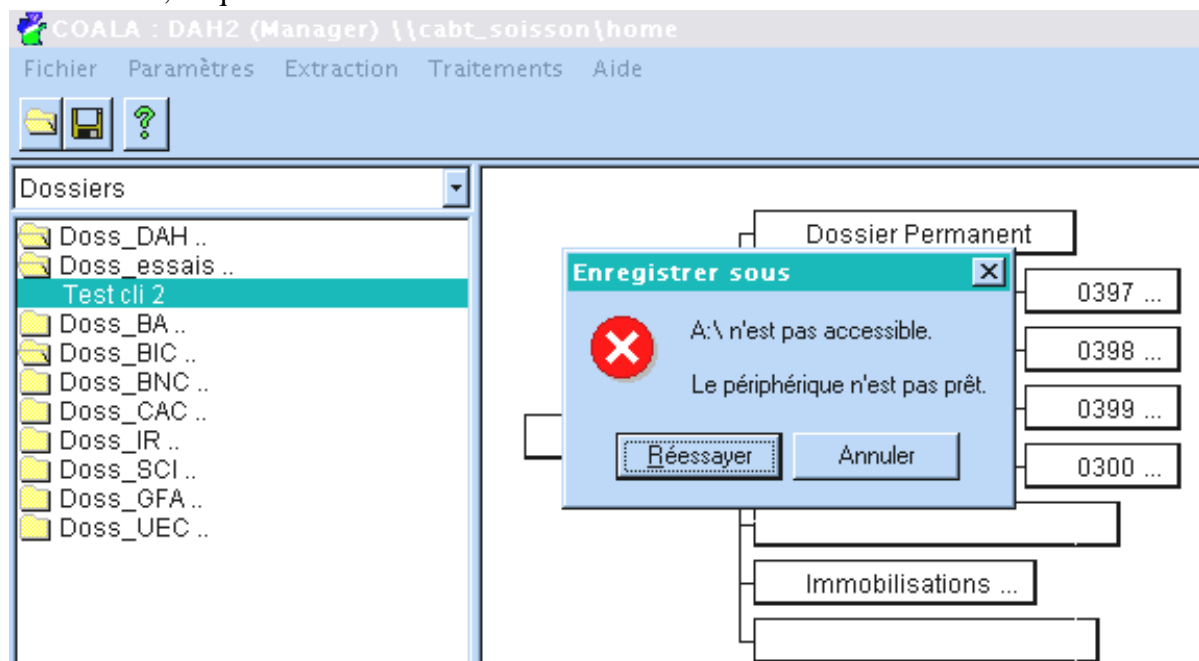 COALA : DAH2 (Manager) \\cabt_soisson\home
Fichier Paramètres Extraction Traitements Aide
Dossiers
Doss_DAH ..
Doss_essais ..
Test cli 2
Doss_BA ..
Doss_BIC ..
Doss_BNC ..
Doss_CAC ..
Doss_IR ..
Doss_SCI ..
Doss_GFA ..
Doss_UEC ..
Dossier Permanent
Enregistrer sous
A:\ n'est pas accessible.
Le périphérique n'est pas prêt.
Réessayer Annuler
0397 ...
0398 ...
0399 ...
0300 ...
Immobilisations ...